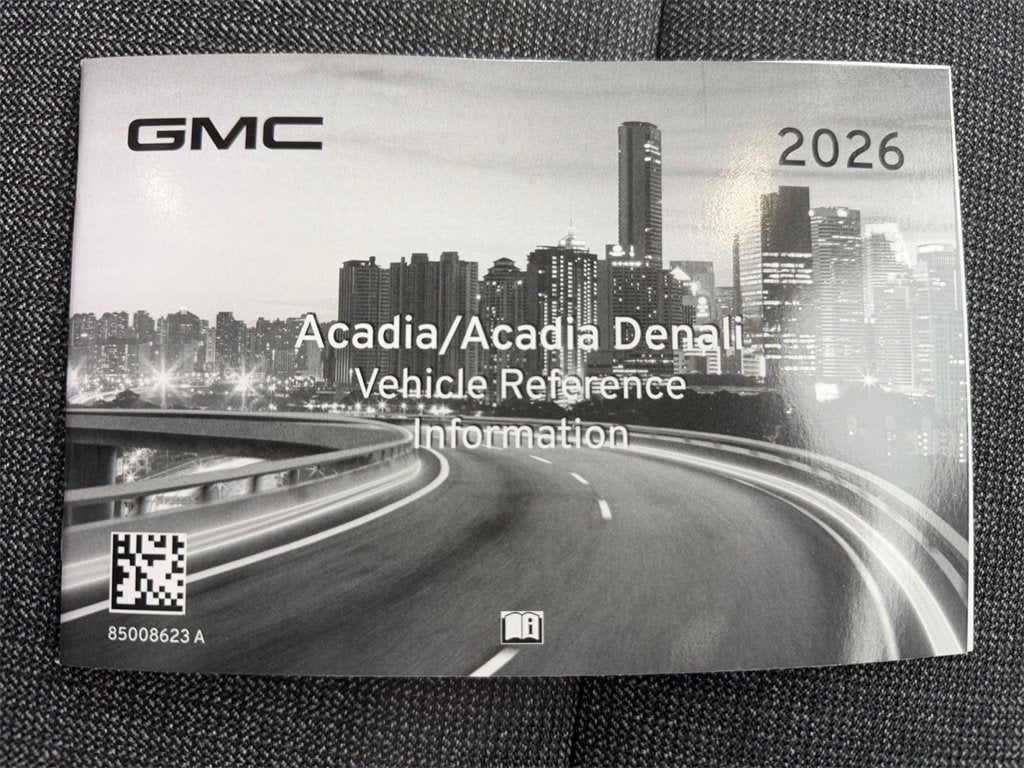 GMC
2026
Acadia/Acadia Denali
Vehicle Reference
Information
85008623 A
i